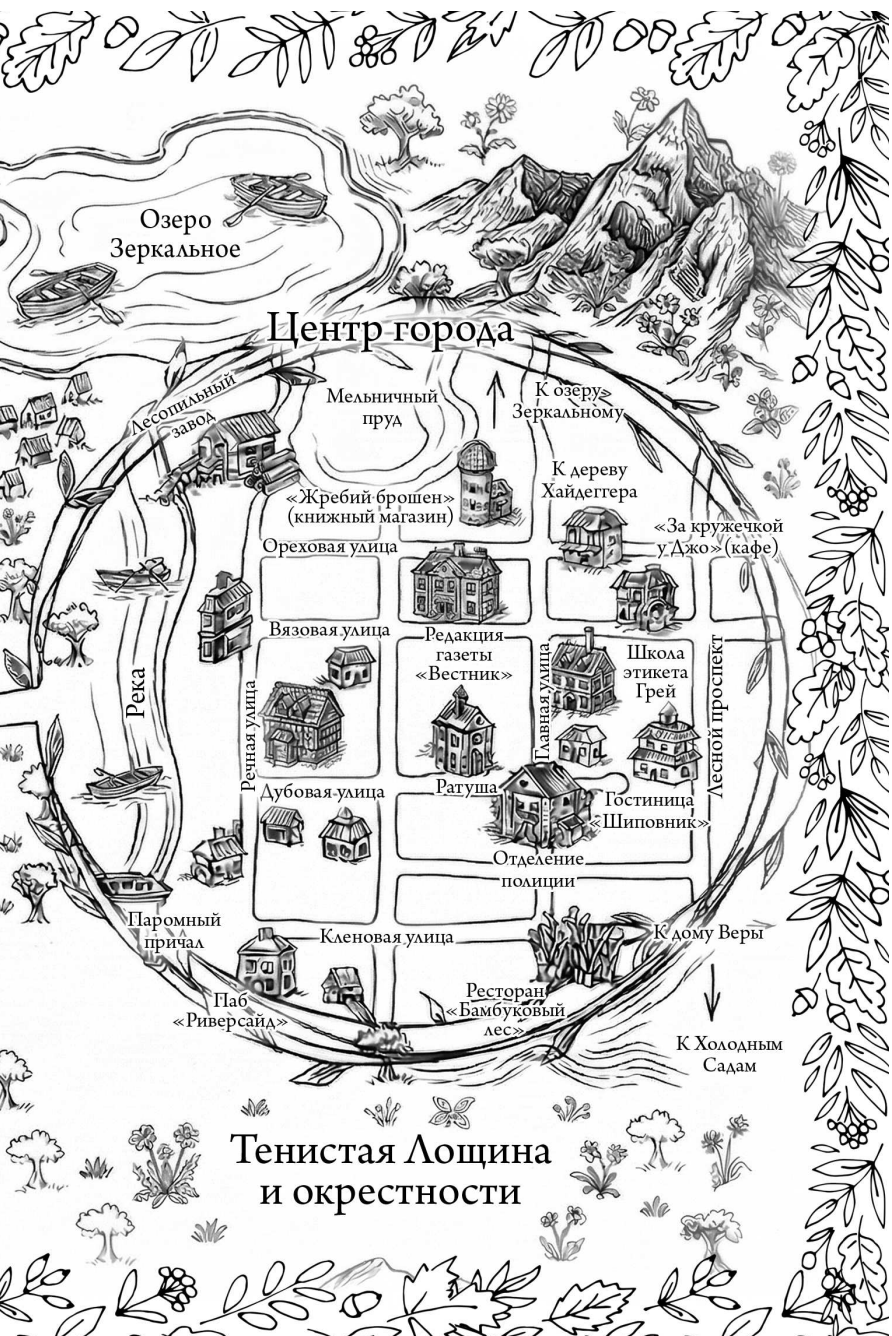 Озеро
Зеркальное
Центр города
Лесопильный
завод
Мельничный
пруд
К озеру
Зеркальному
«Жребий брошен»
(книжный магазин)
К дереву
Хайдеггера
Ореховая улица
«За кружечкой
у Джо» (кафе)
Вязовая улица
Редакция
газеты
«Вестник»
Главная улица
Школа
этикета
Грей
Лесной проспект
Река
Речная улица
Дубовая улица
Ратуша
Гостиница
«Шиповник»
Отделение
полиции
Паромный
причал
Кленовая улица
К дому Веры
Паб
«Риверсайд»
Ресторан
«Бамбуковый
лес»
К Холодным
Садам
Тенистая Лощина
и окрестности